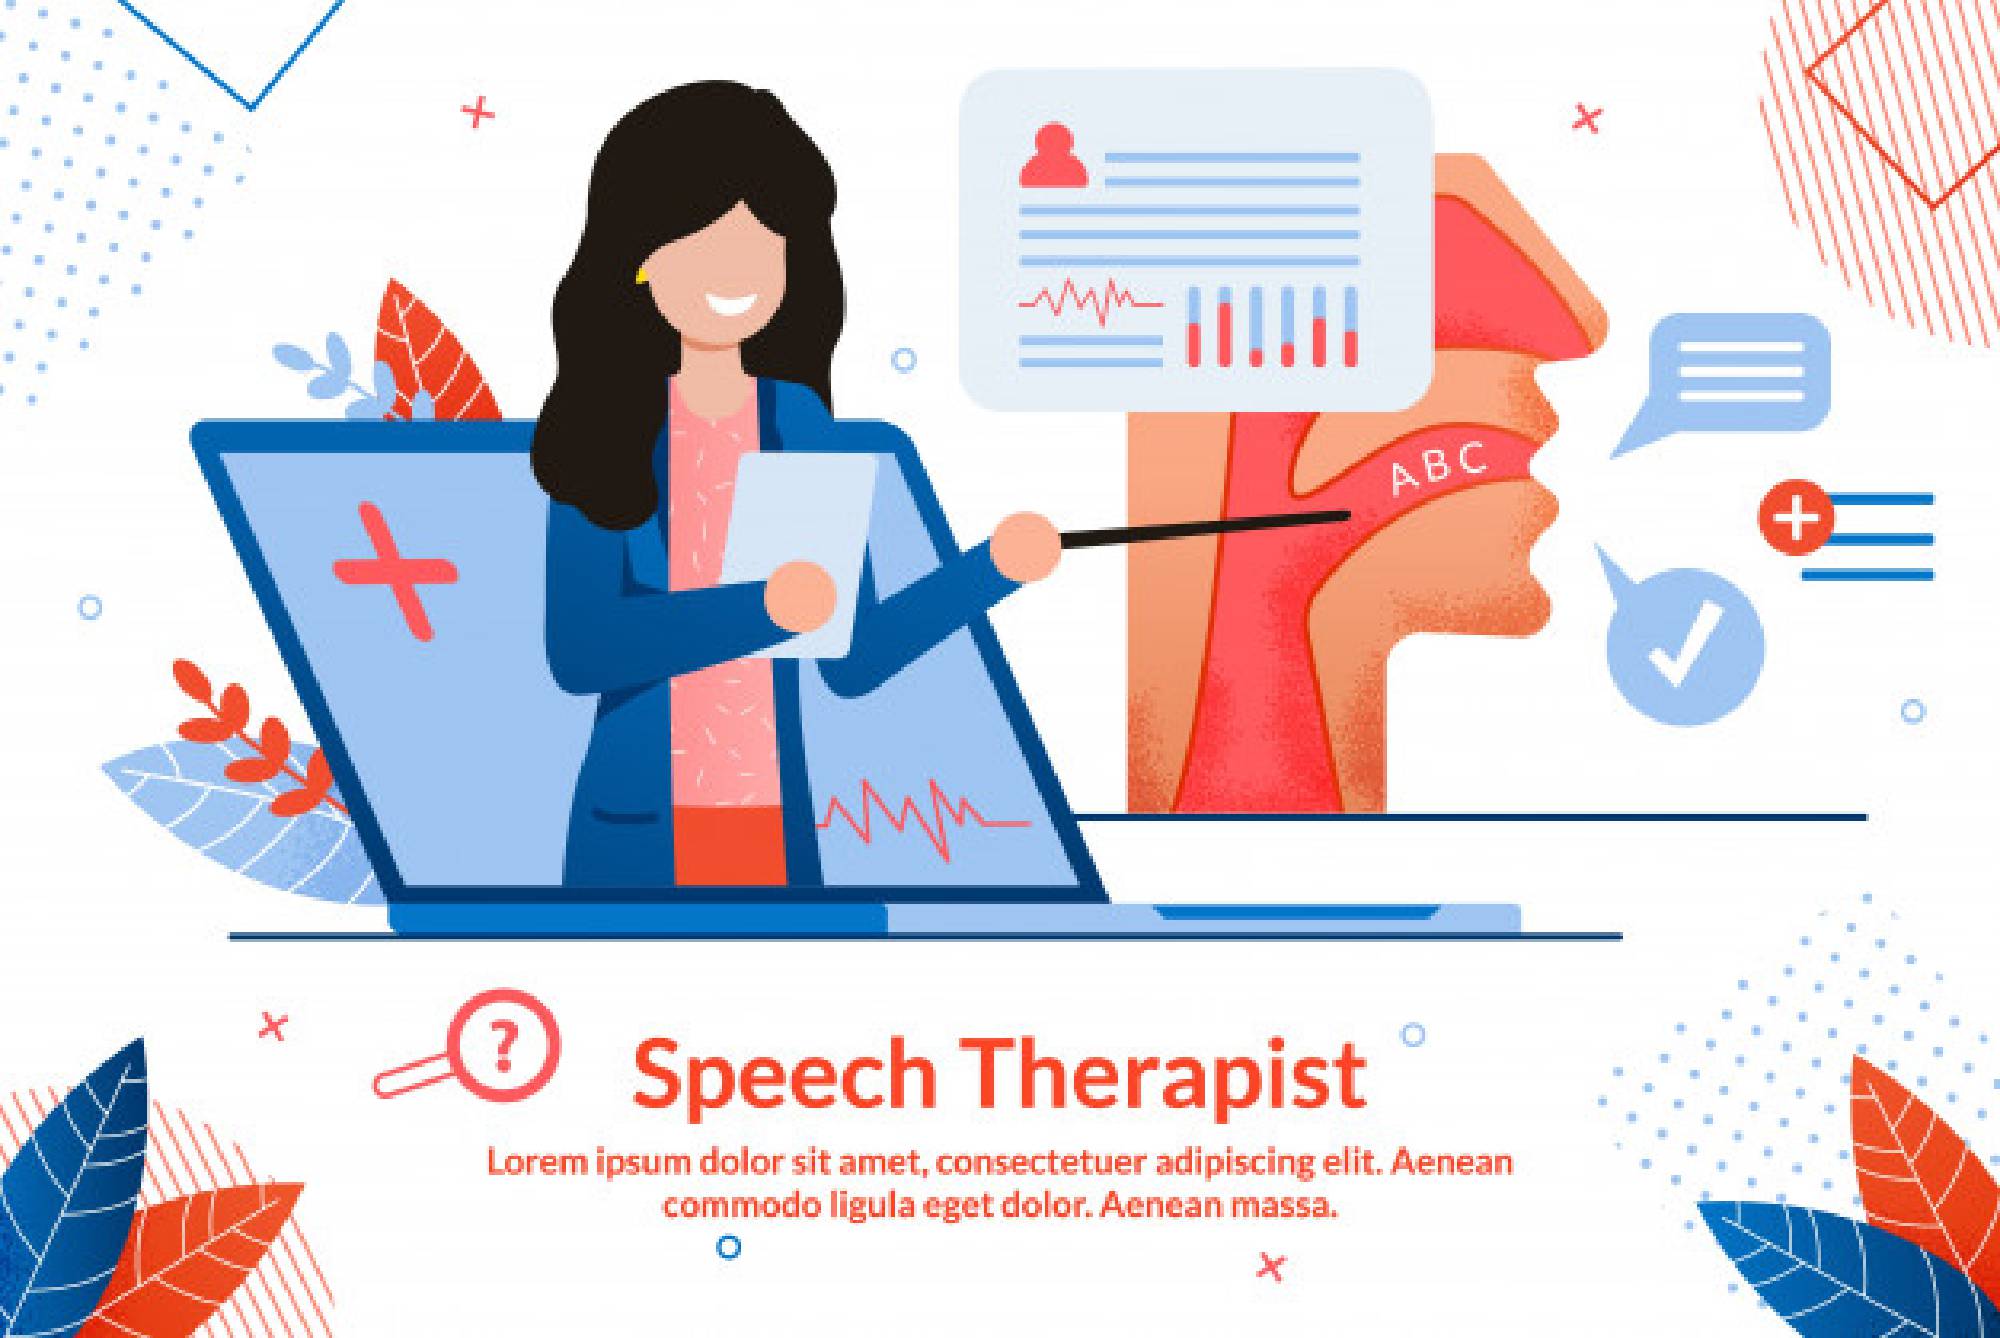 ABC
?
Speech Therapist
Lorem ipsum dolor sit amet, consectetuer adipiscing elit. Aenean
commodo ligula eget dolor. Aenean massa.